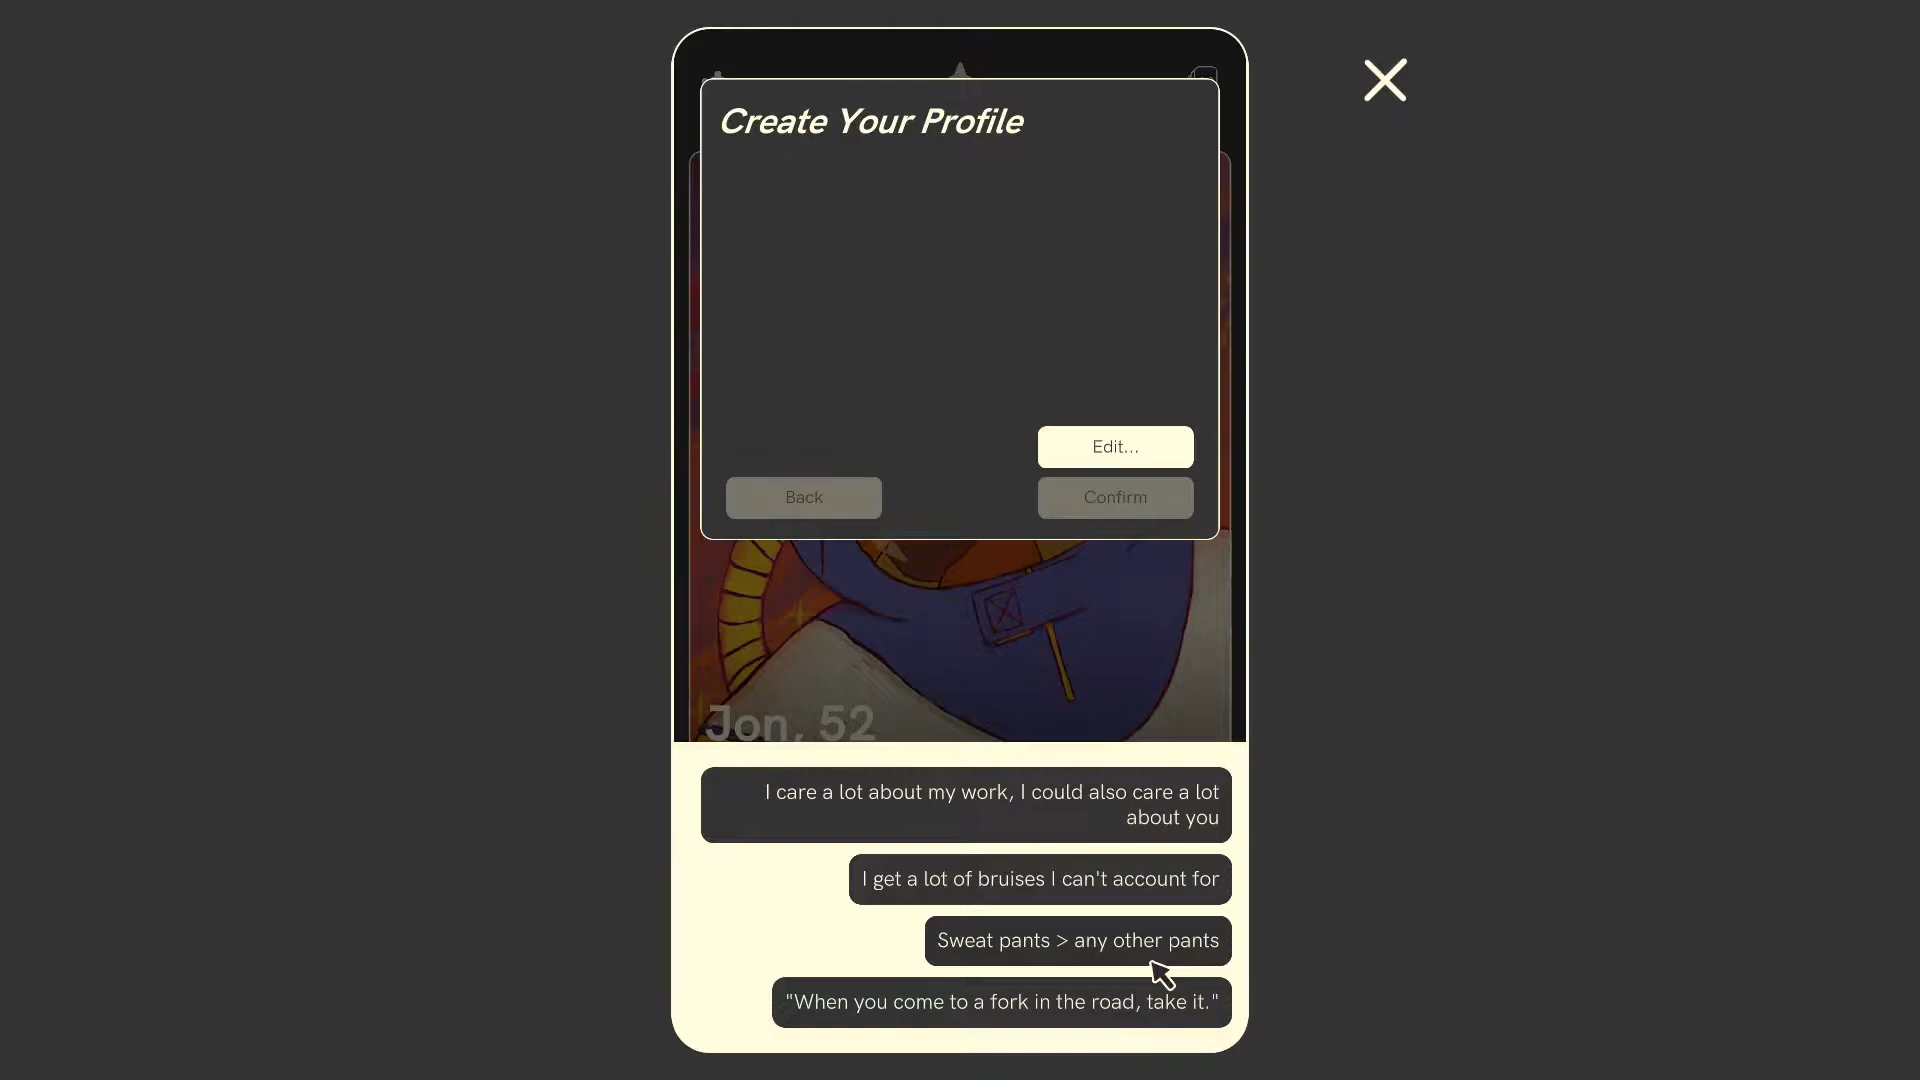 Create Your Profile
Edit...
Back
Confirm
Jon, 52
I care a lot about my work, I could also care a lot
about you
I get a lot of bruises I can't account for
Sweat pants > any other pants
"When you come to a fork in the road, take it."